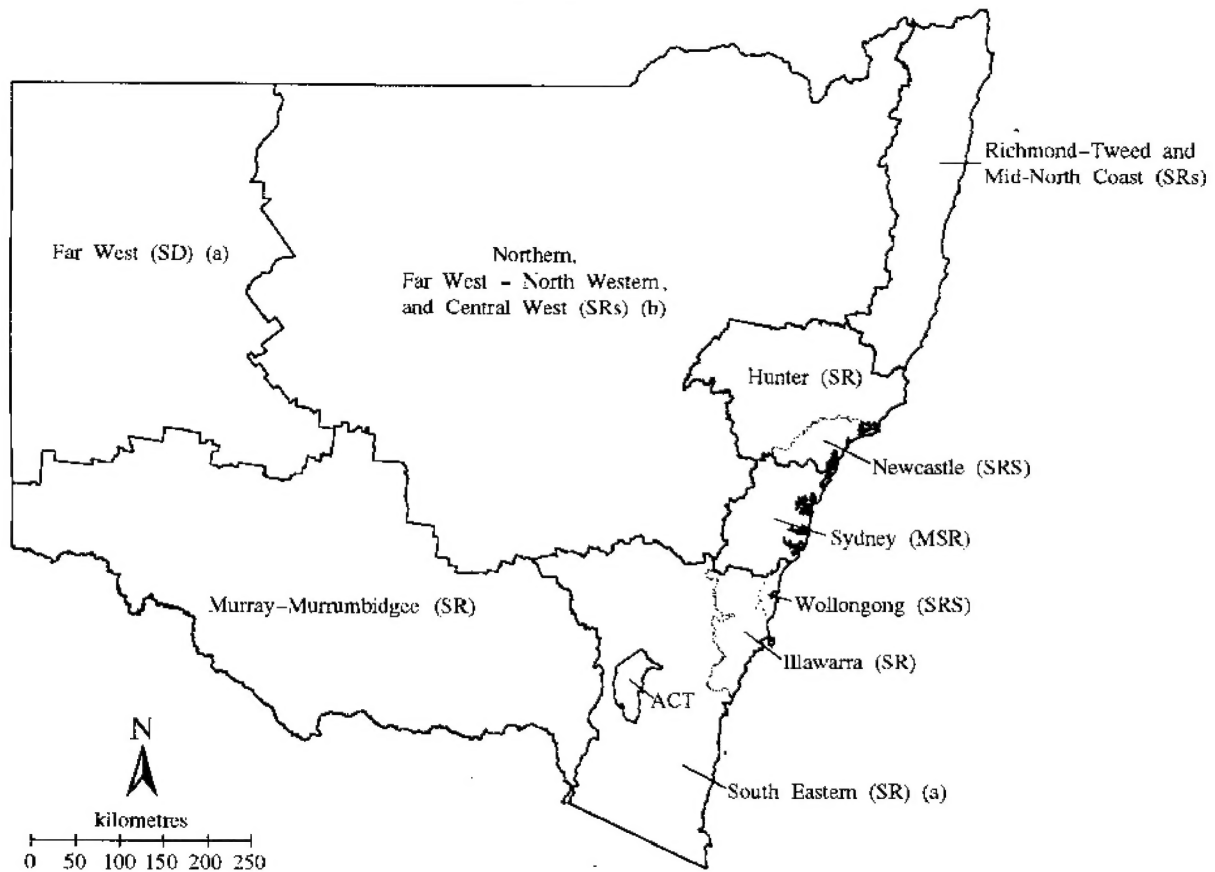 Richmond-Tweed and
Mid-North Coast (SRs)
Far West (SD) (a)
Northern,
Far West - North Western,
and Central West (SRs) (b)
Hunter (SR)
Newcastle (SRS)
Sydney (MSR)
Wollongong (SRS)
Murray-Murrumbidgee (SR)
Illawarra (SR)
ACT
South Eastern (SR) (a)
N
kilometres
0 50 100 150 200 250